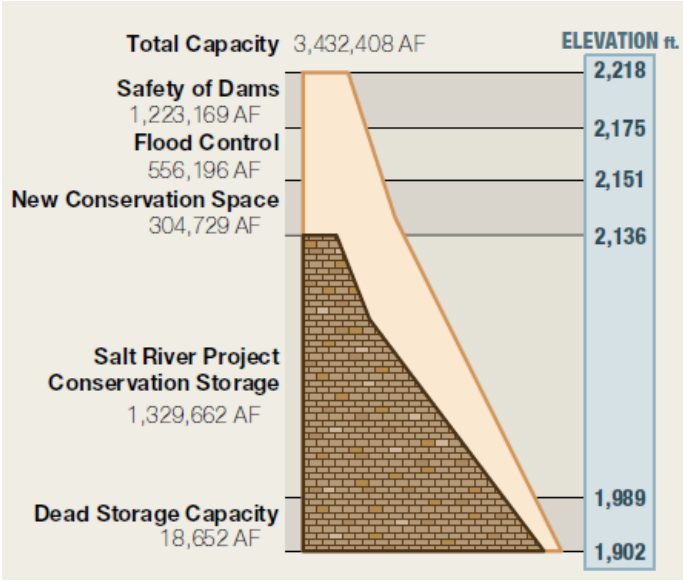 Total Capacity 3,432,408 AF
ELEVATION ft.
2,218
Safety of Dams
1,223,169 AF
2,175
Flood Control
556,196 AF
2,151
New Conservation Space
304,729 AF
2,136
Salt River Project
Conservation Storage
1,329,662 AF
1,989
Dead Storage Capacity
18,652 AF
1,902